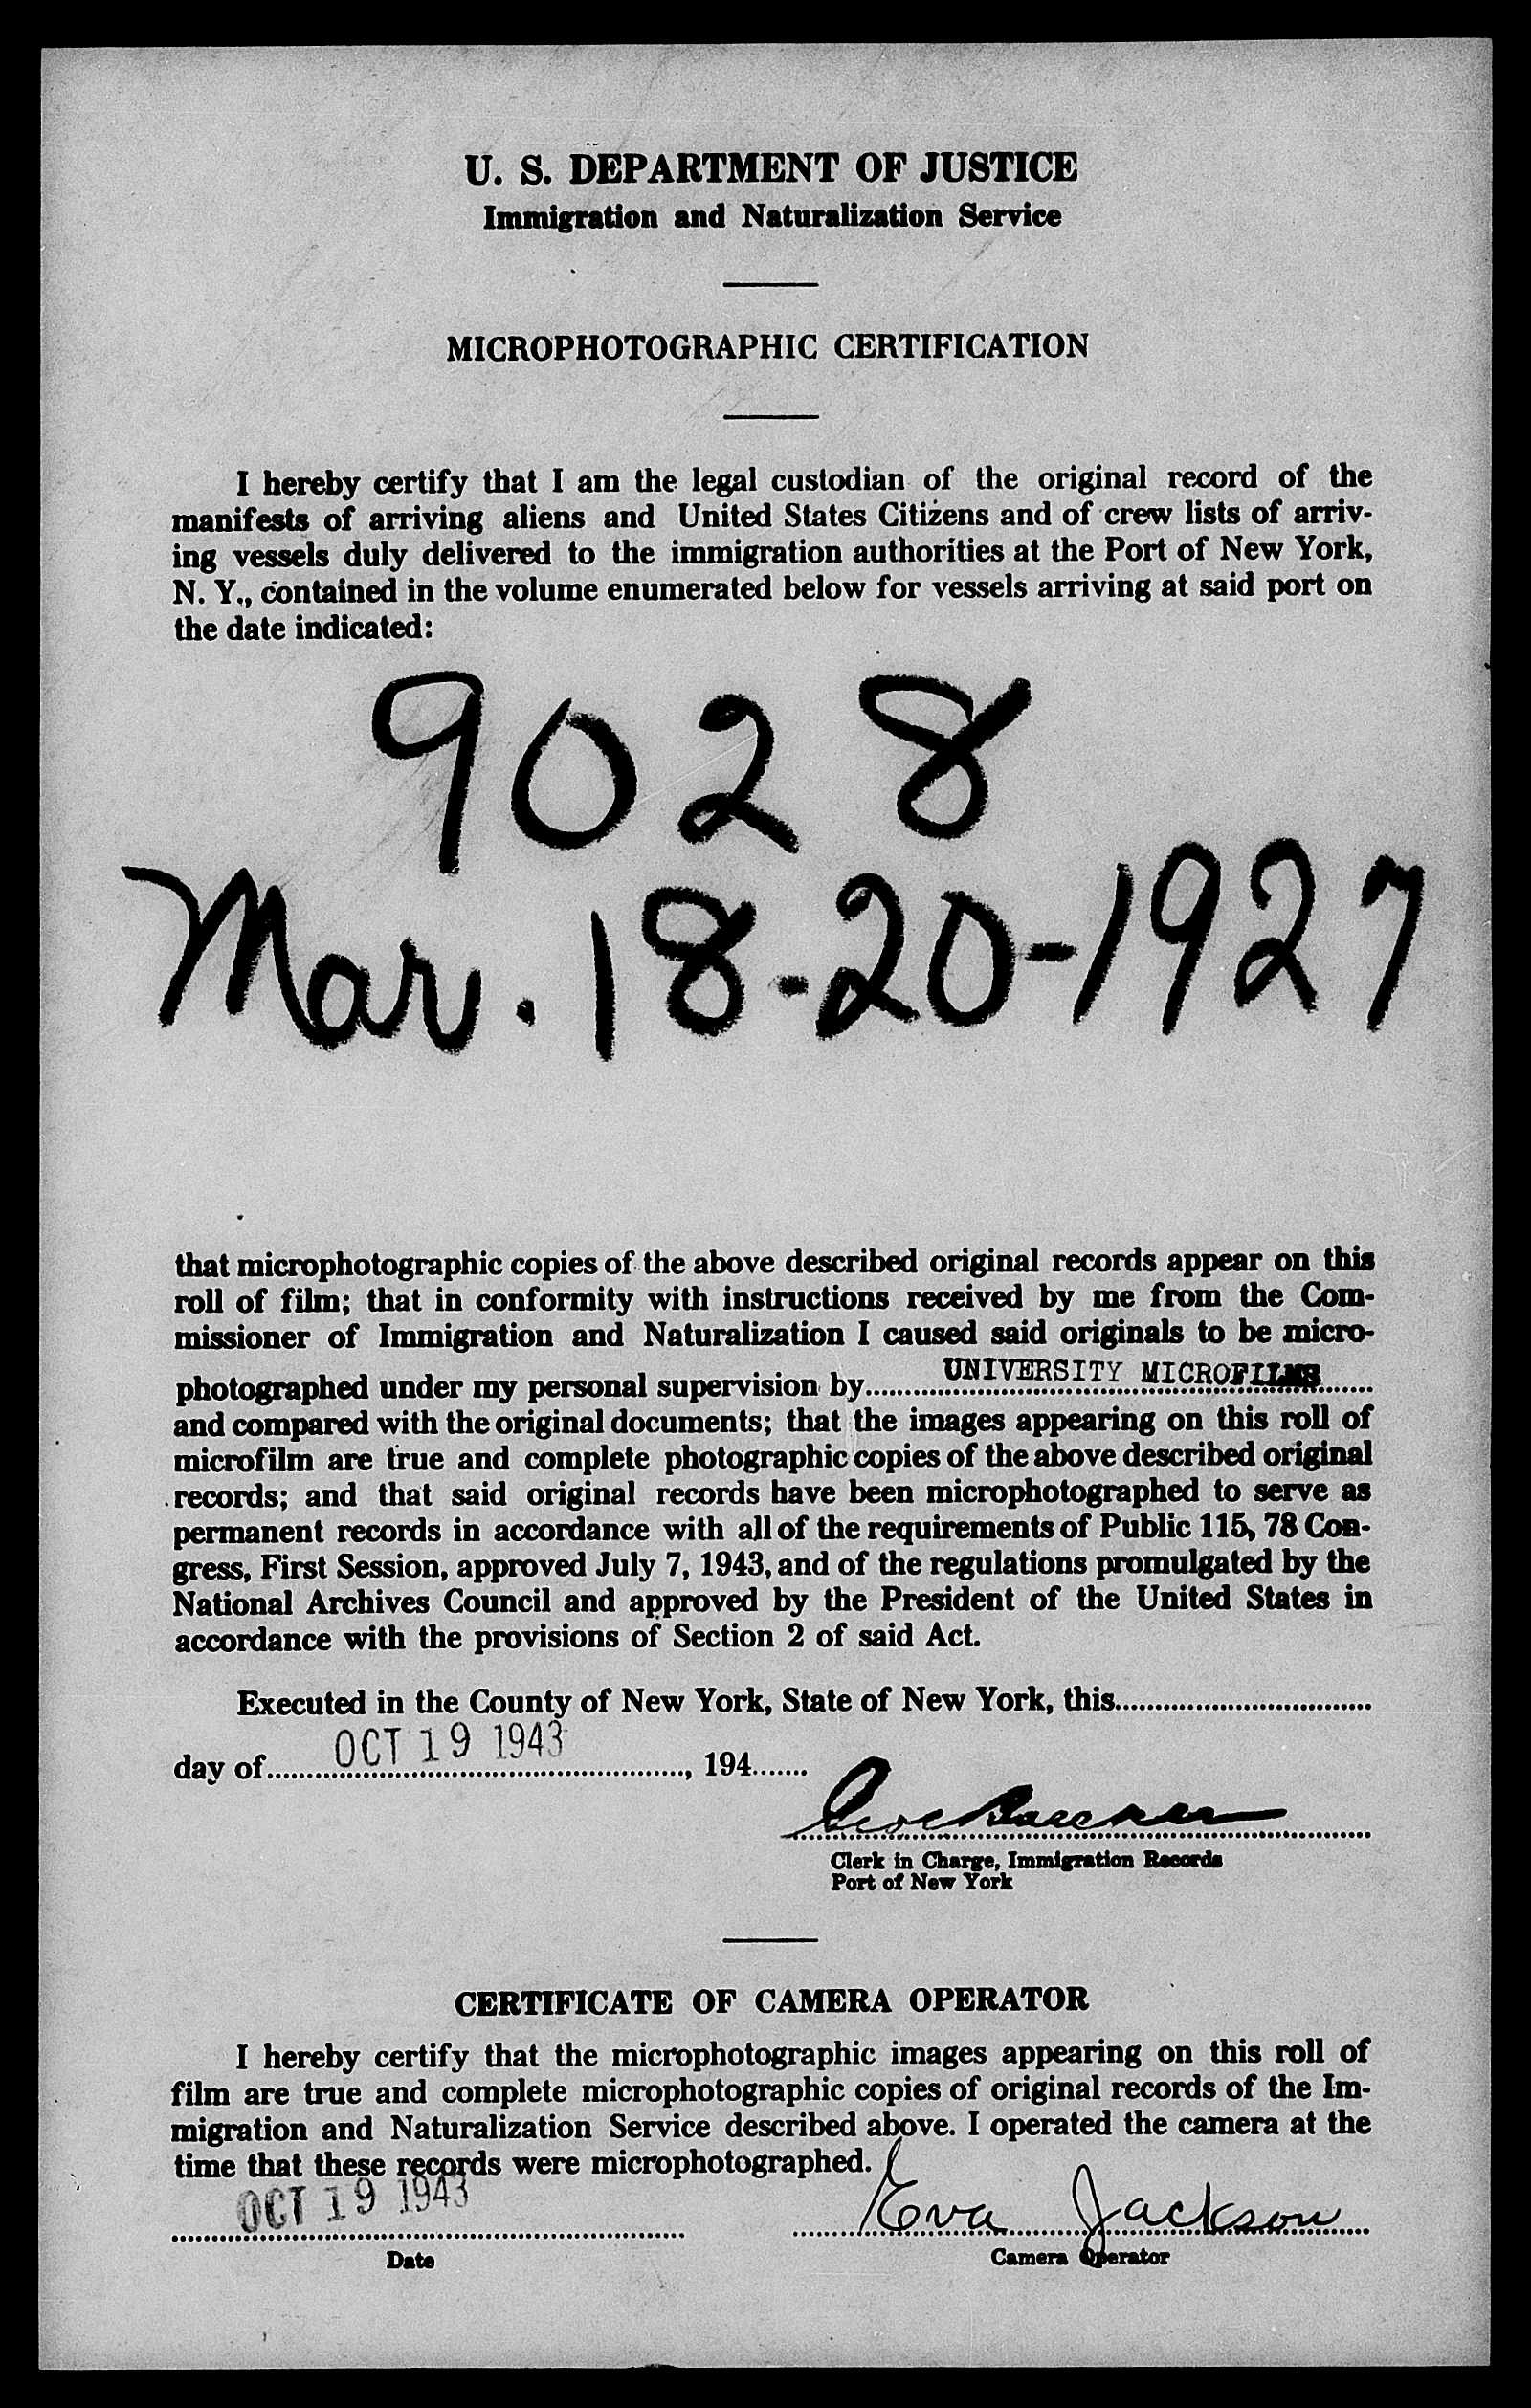 U. S. DEPARTMENT OF JUSTICE
Immigration and Naturalization Service
MICROPHOTOGRAPHIC CERTIFICATION
I hereby certify that I am the legal custodian of the original record of the
manifests of arriving aliens and United States Citizens and of crew lists of arriv-
ing vessels duly delivered to the immigration authorities at the Port of New York,
N. Y., contained in the volume enumerated below for vessels arriving at said port on
the date indicated:
9028
Mar. 18-20-1927
that microphotographic copies of the above described original records appear on this
roll of film; that in conformity with instructions received by me from the Com-
missioner of Immigration and Naturalization I caused said originals to be micro-
photographed under my personal supervision by UNIVERSITY MICROFILMS
and compared with the original documents; that the images appearing on this roll of
microfilm are true and complete photographic copies of the above described original
records; and that said original records have been microphotographed to serve as
permanent records in accordance with all of the requirements of Public 115, 78 Con-
gress, First Session, approved July 7, 1943, and of the regulations promulgated by the
National Archives Council and approved by the President of the United States in
accordance with the provisions of Section 2 of said Act.
Executed in the County of New York, State of New York, this
day of OCT 19 1943, 194
Clerk in Charge, Immigration Records
Port of New York
CERTIFICATE OF CAMERA OPERATOR
I hereby certify that the microphotographic images appearing on this roll of
film are true and complete microphotographic copies of original records of the Im-
migration and Naturalization Service described above. I operated the camera at the
time that these records were microphotographed.
OCT 19 1943 Eva Jackson
Date Camera Operator